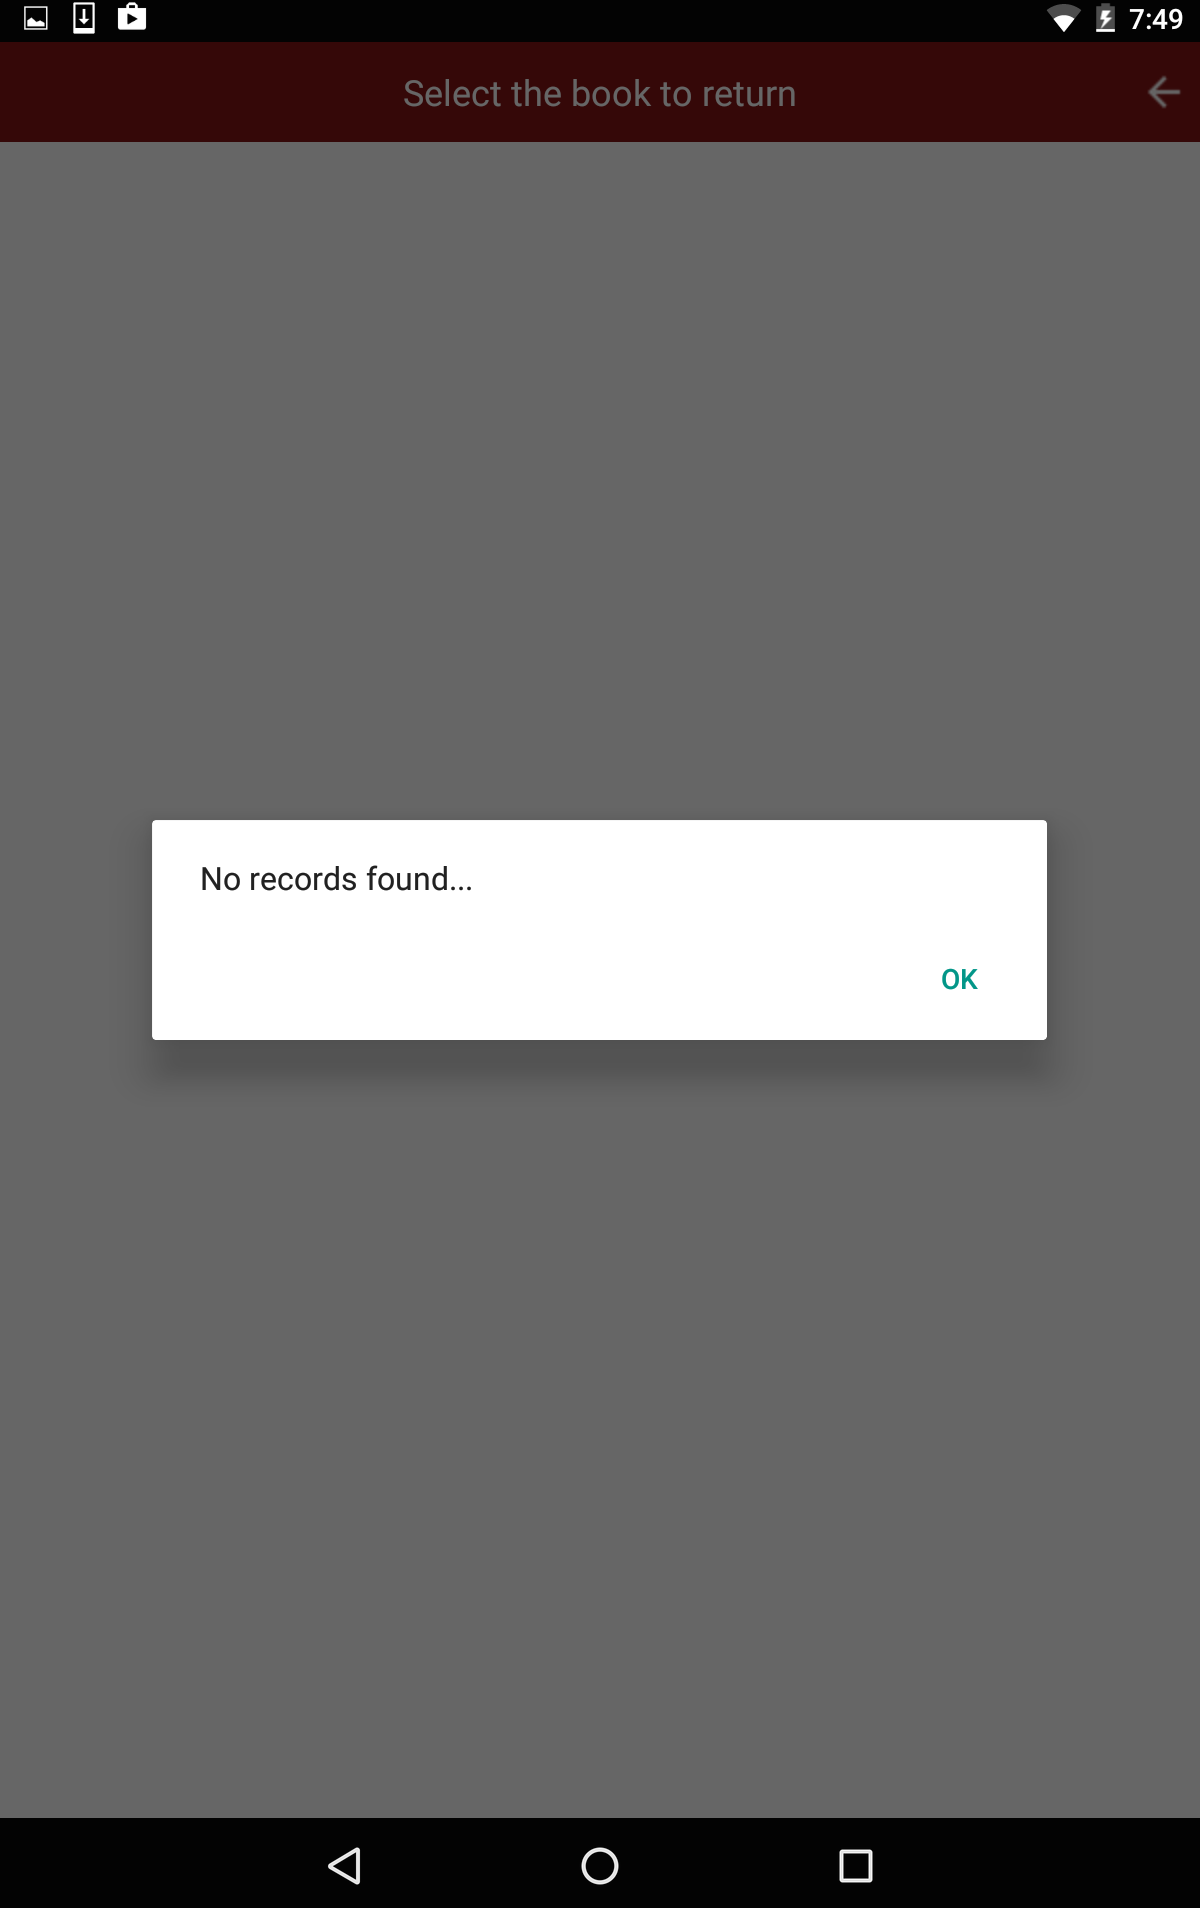 7:49
Select the book to return
No records found...
OK